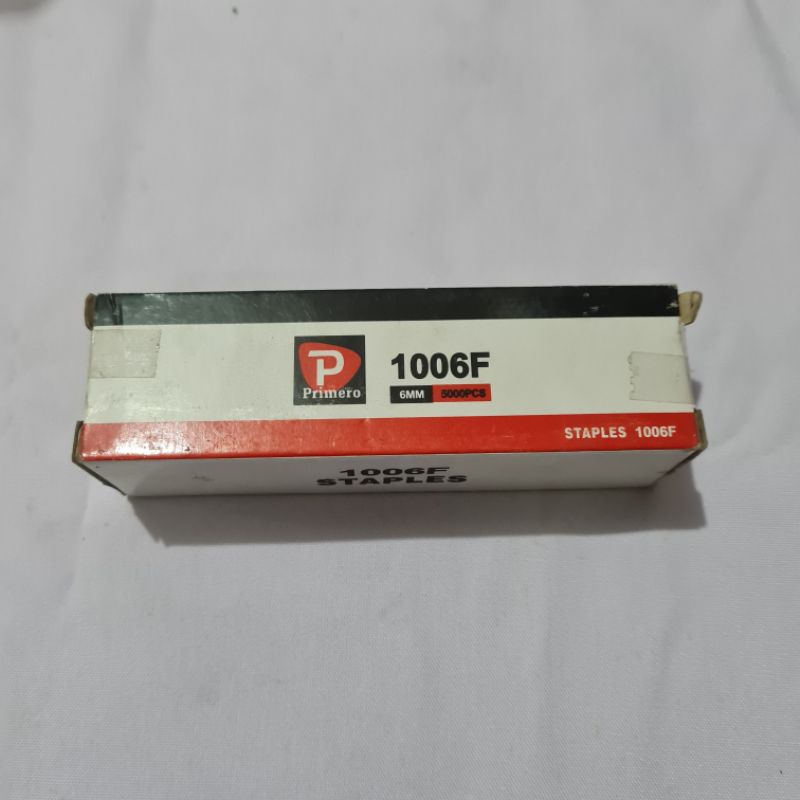 P
Primero
1006F
6MM 5000PCS
STAPLES 1006F
1006F
STAPLES